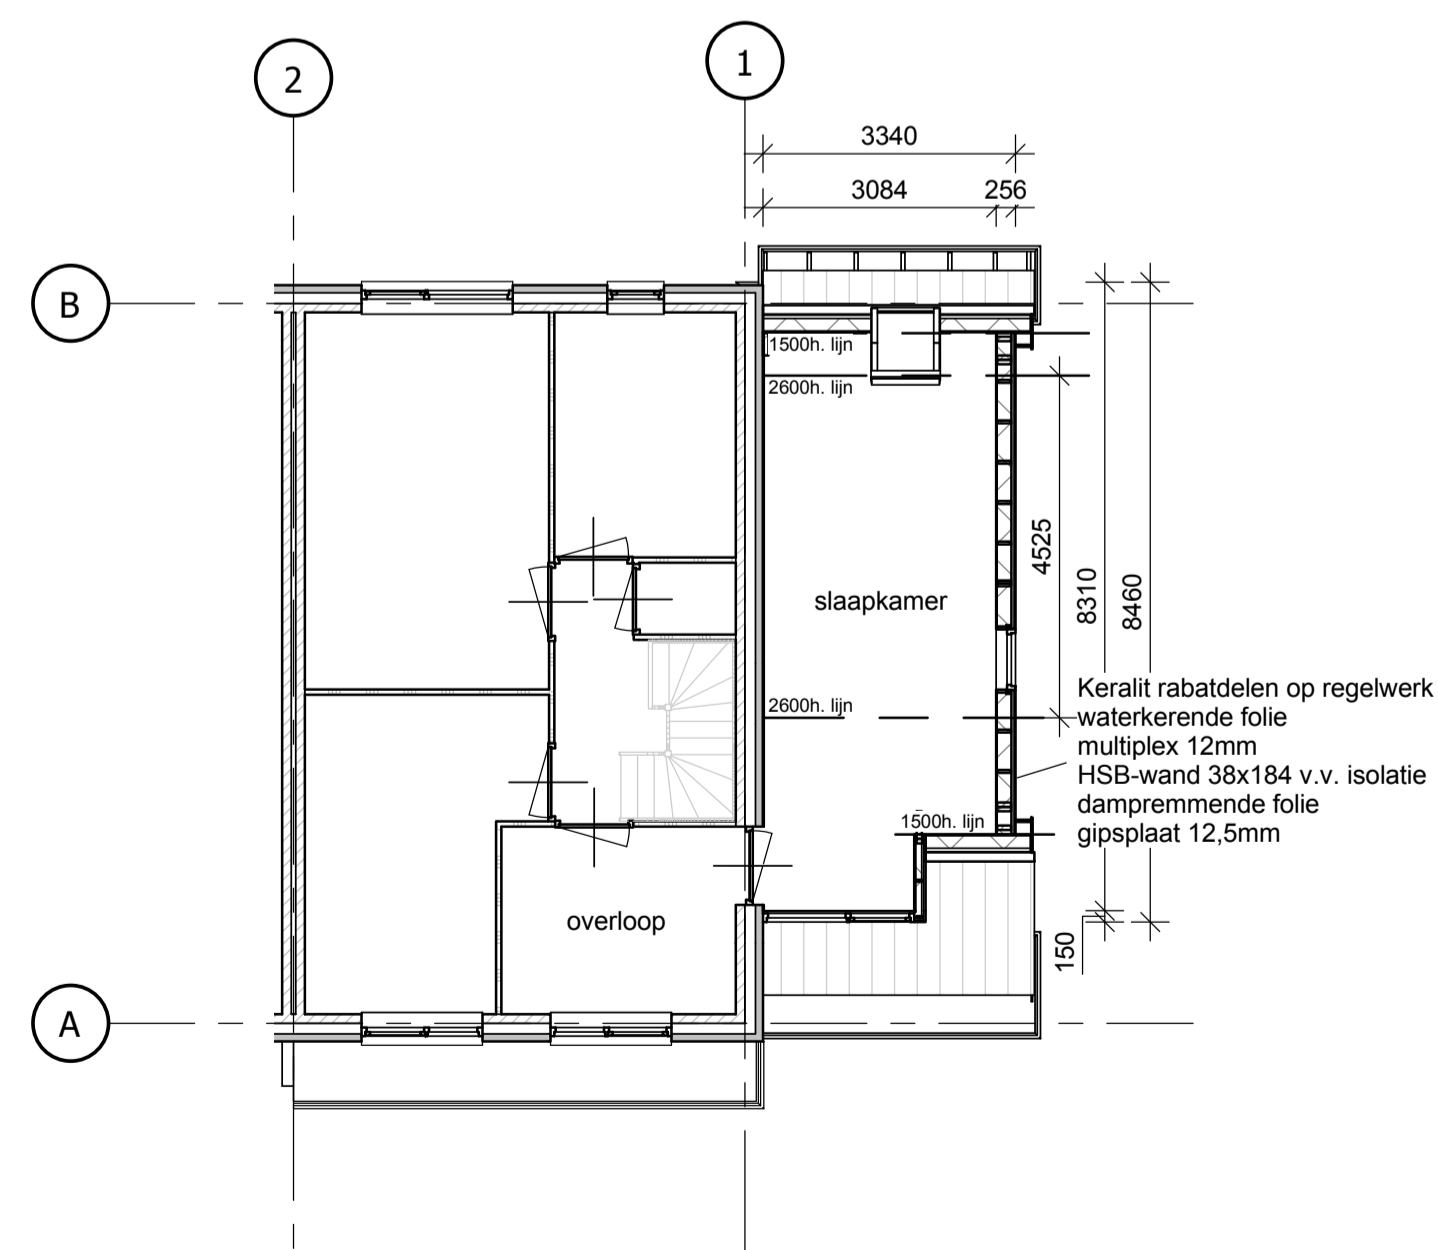 2
1
3340
3084
256
B
1500h. lijn
2600h. lijn
4525
8310
8460
slaapkamer
2600h. lijn
Keralit rabatdelen op regelwerk
waterkerende folie
multiplex 12mm
HSB-wand 38x184 v.v. isolatie
dampremmende folie
gipsplaat 12,5mm
1500h. lijn
overloop
150
A